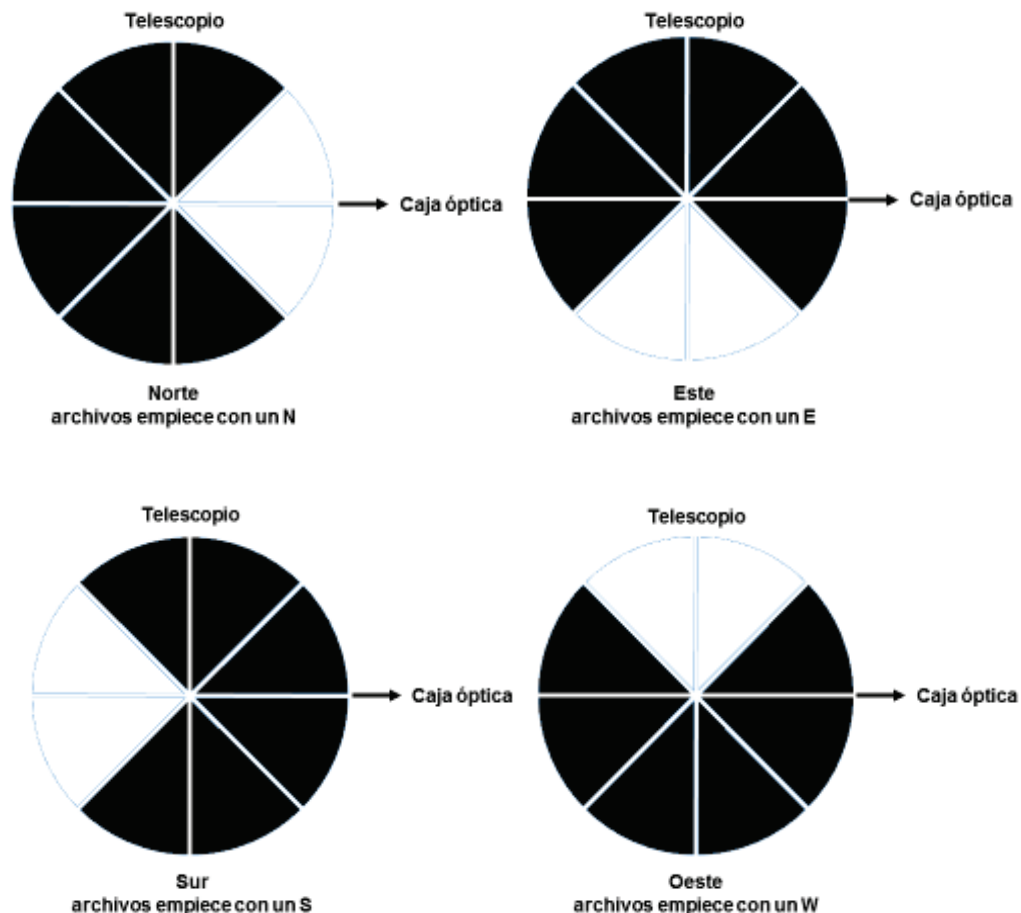 Telescopio
Caja óptica
Norte
archivos empiece con un N
Telescopio
Caja óptica
Este
archivos empiece con un E
Telescopio
Caja óptica
Sur
archivos empiece con un S
Telescopio
Caja óptica
Oeste
archivos empiece con un W